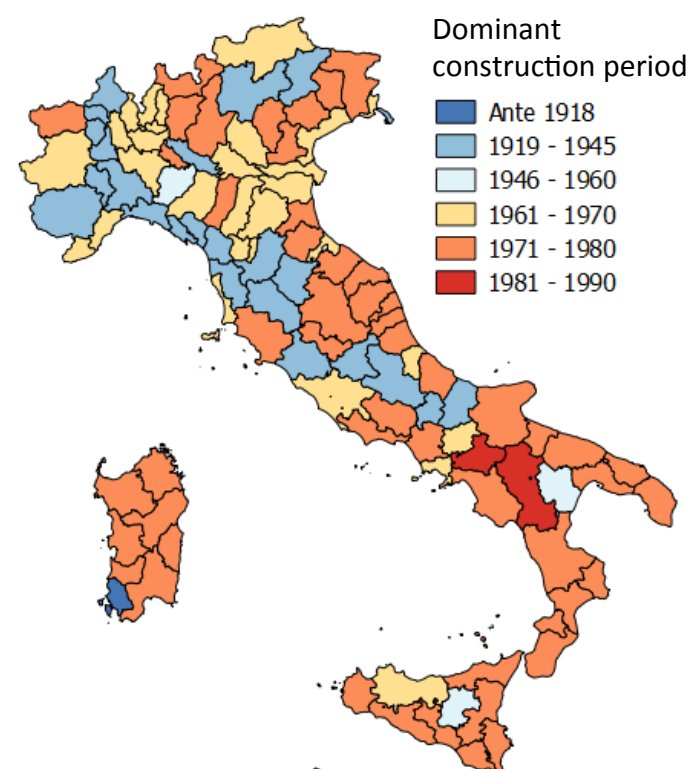 Dominant
construction period
Ante 1918
1919 - 1945
1946 - 1960
1961 - 1970
1971 - 1980
1981 - 1990